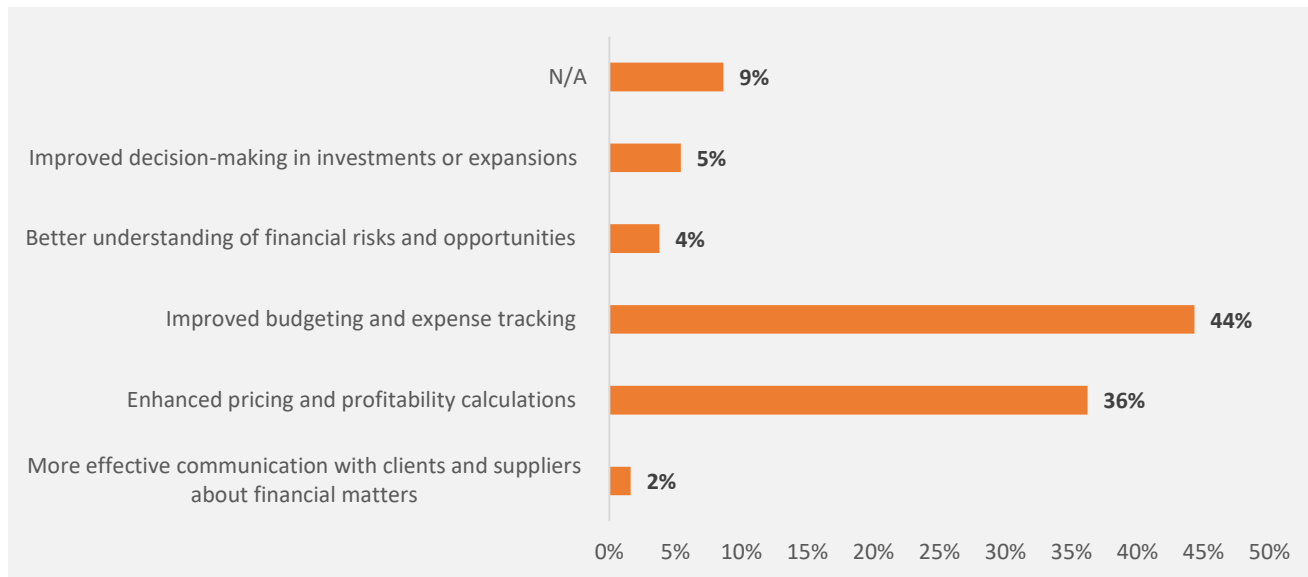 N/A
9%
Improved decision-making in investments or expansions
5%
Better understanding of financial risks and opportunities
4%
Improved budgeting and expense tracking
44%
Enhanced pricing and profitability calculations
36%
More effective communication with clients and suppliers
about financial matters
2%
0% 5% 10% 15% 20% 25% 30% 35% 40% 45% 50%